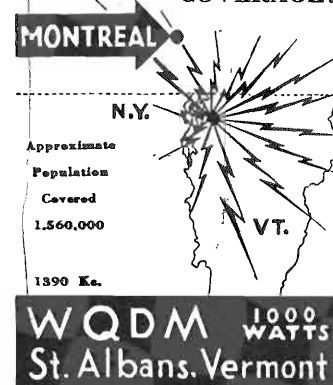 MONTREAL
N.Y.
Approximate
Population
Covered
1,560,000
VT.
1390 Kc.
WQDM 1000 WATTS
St. Albans, Vermont